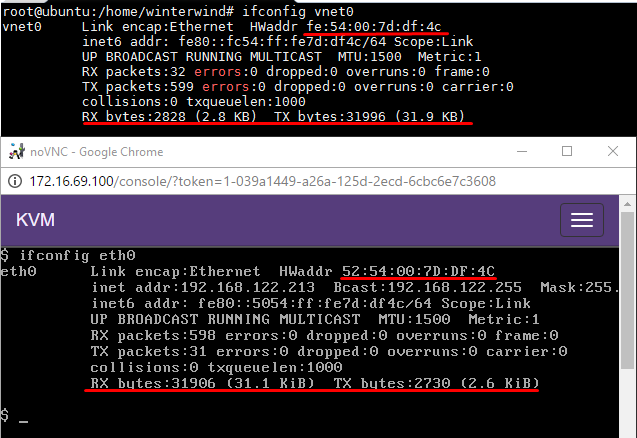 root@ubuntu:/home/winterwind# ifconfig vnet0
vnet0 Link encap:Ethernet HWaddr fe:54:00:7d:df:4c
inet6 addr: fe80::fc54:ff:fe7d:df4c/64 Scope:Link
UP BROADCAST RUNNING MULTICAST MTU:1500 Metric:1
RX packets:32 errors:0 dropped:0 overruns:0 frame:0
TX packets:599 errors:0 dropped:0 overruns:0 carrier:0
collisions:0 txqueuelen:1000
RX bytes:2828 (2.8 KB) TX bytes:31996 (31.9 KB)
noVNC - Google Chrome
172.16.69.100/console/?token=1-039a1449-a26a-125d-2ecd-6cbc6e7c3608
KVM
$ ifconfig eth0
eth0 Link encap:Ethernet HWaddr 52:54:00:7D:DF:4C
inet addr:192.168.122.213 Bcast:192.168.122.255 Mask:255.
inet6 addr: fe80::5054:ff:fe7d:df4c/64 Scope:Link
UP BROADCAST RUNNING MULTICAST MTU:1500 Metric:1
RX packets:598 errors:0 dropped:0 overruns:0 frame:0
TX packets:31 errors:0 dropped:0 overruns:0 carrier:0
collisions:0 txqueuelen:1000
RX bytes:31906 (31.1 KiB) TX bytes:2730 (2.6 KiB)
$ _